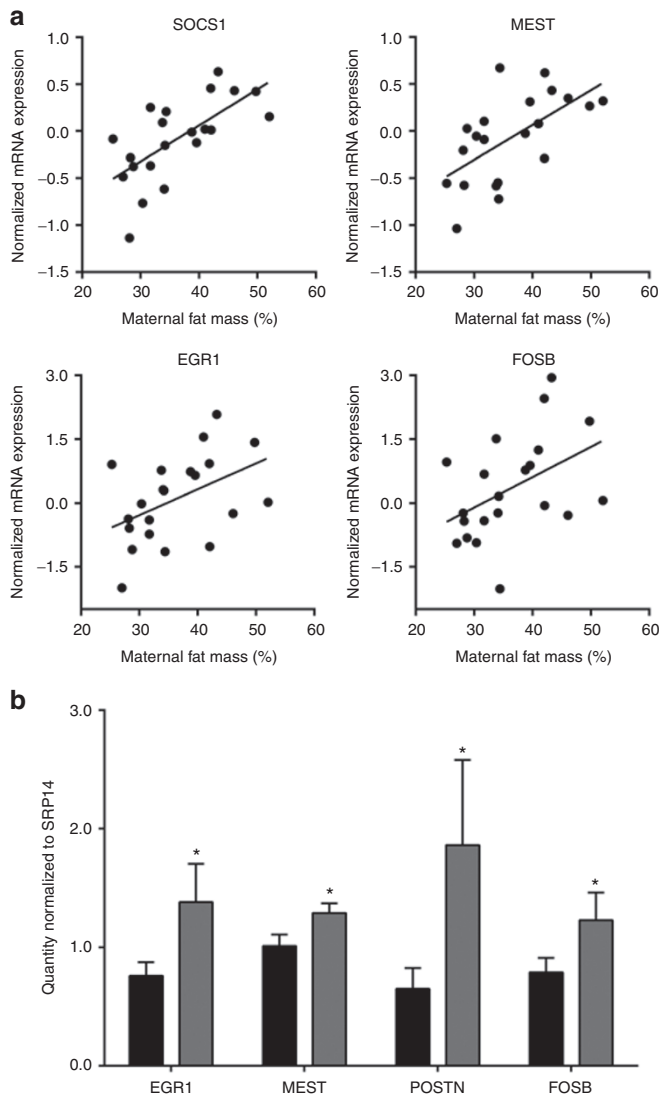 a
SOCS1
MEST
Normalized mRNA expression
1.0
0.5
0.0
−0.5
−1.0
−1.5
20 30 40 50 60
Maternal fat mass (%)
Normalized mRNA expression
1.0
0.5
0.0
−0.5
−1.0
−1.5
20 30 40 50 60
Maternal fat mass (%)
EGR1
FOSB
Normalized mRNA expression
3.0
1.5
0.0
−1.5
20 30 40 50 60
Maternal fat mass (%)
Normalized mRNA expression
3.0
1.5
0.0
−1.5
20 30 40 50 60
Maternal fat mass (%)
b
Quantity normalized to SRP14
3.0
2.0
1.0
0.0
* * * *
EGR1 MEST POSTN FOSB